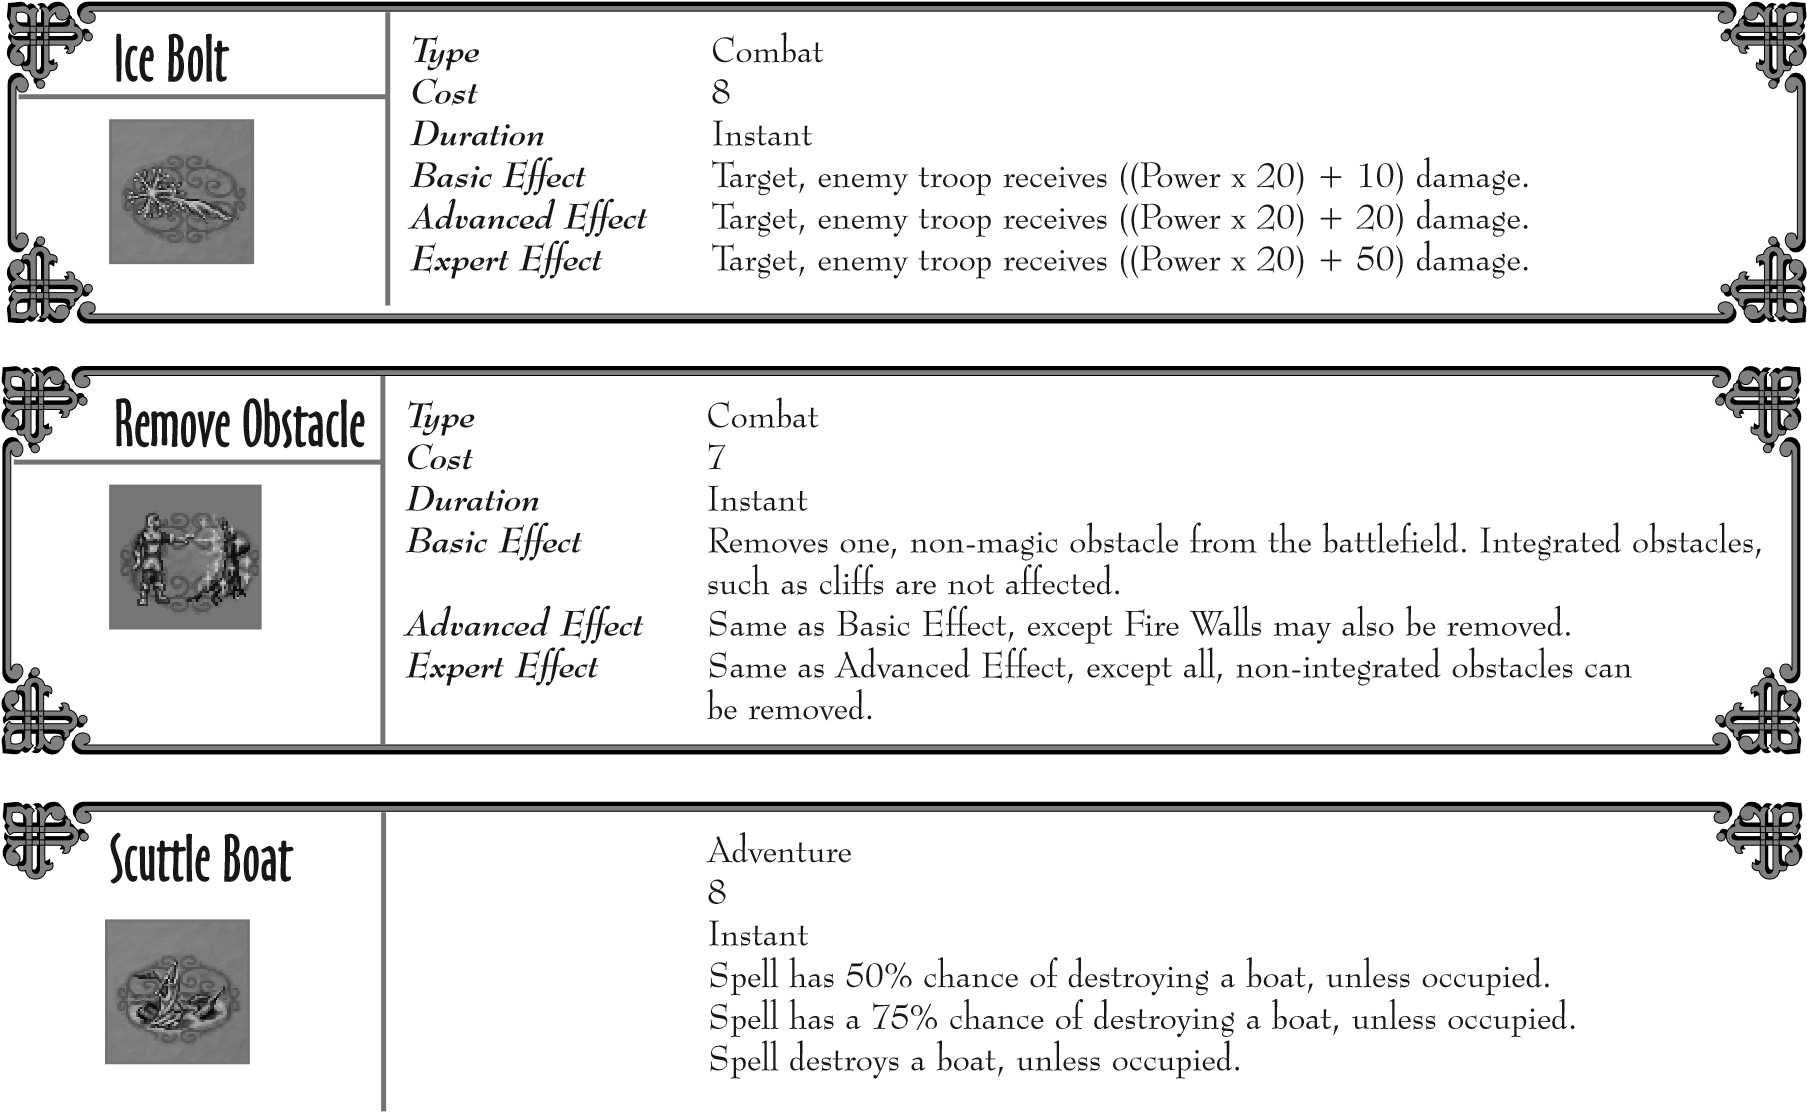 Ice Bolt
Type Combat
Cost 8
Duration Instant
Basic Effect Target, enemy troop receives ((Power x 20) + 10) damage.
Advanced Effect Target, enemy troop receives ((Power x 20) + 20) damage.
Expert Effect Target, enemy troop receives ((Power x 20) + 50) damage.
Remove Obstacle
Type Combat
Cost 7
Duration Instant
Basic Effect Removes one, non-magic obstacle from the battlefield. Integrated obstacles,
such as cliffs are not affected.
Advanced Effect Same as Basic Effect, except Fire Walls may also be removed.
Expert Effect Same as Advanced Effect, except all, non-integrated obstacles can
be removed.
Scuttle Boat
Adventure
8
Instant
Spell has 50% chance of destroying a boat, unless occupied.
Spell has a 75% chance of destroying a boat, unless occupied.
Spell destroys a boat, unless occupied.